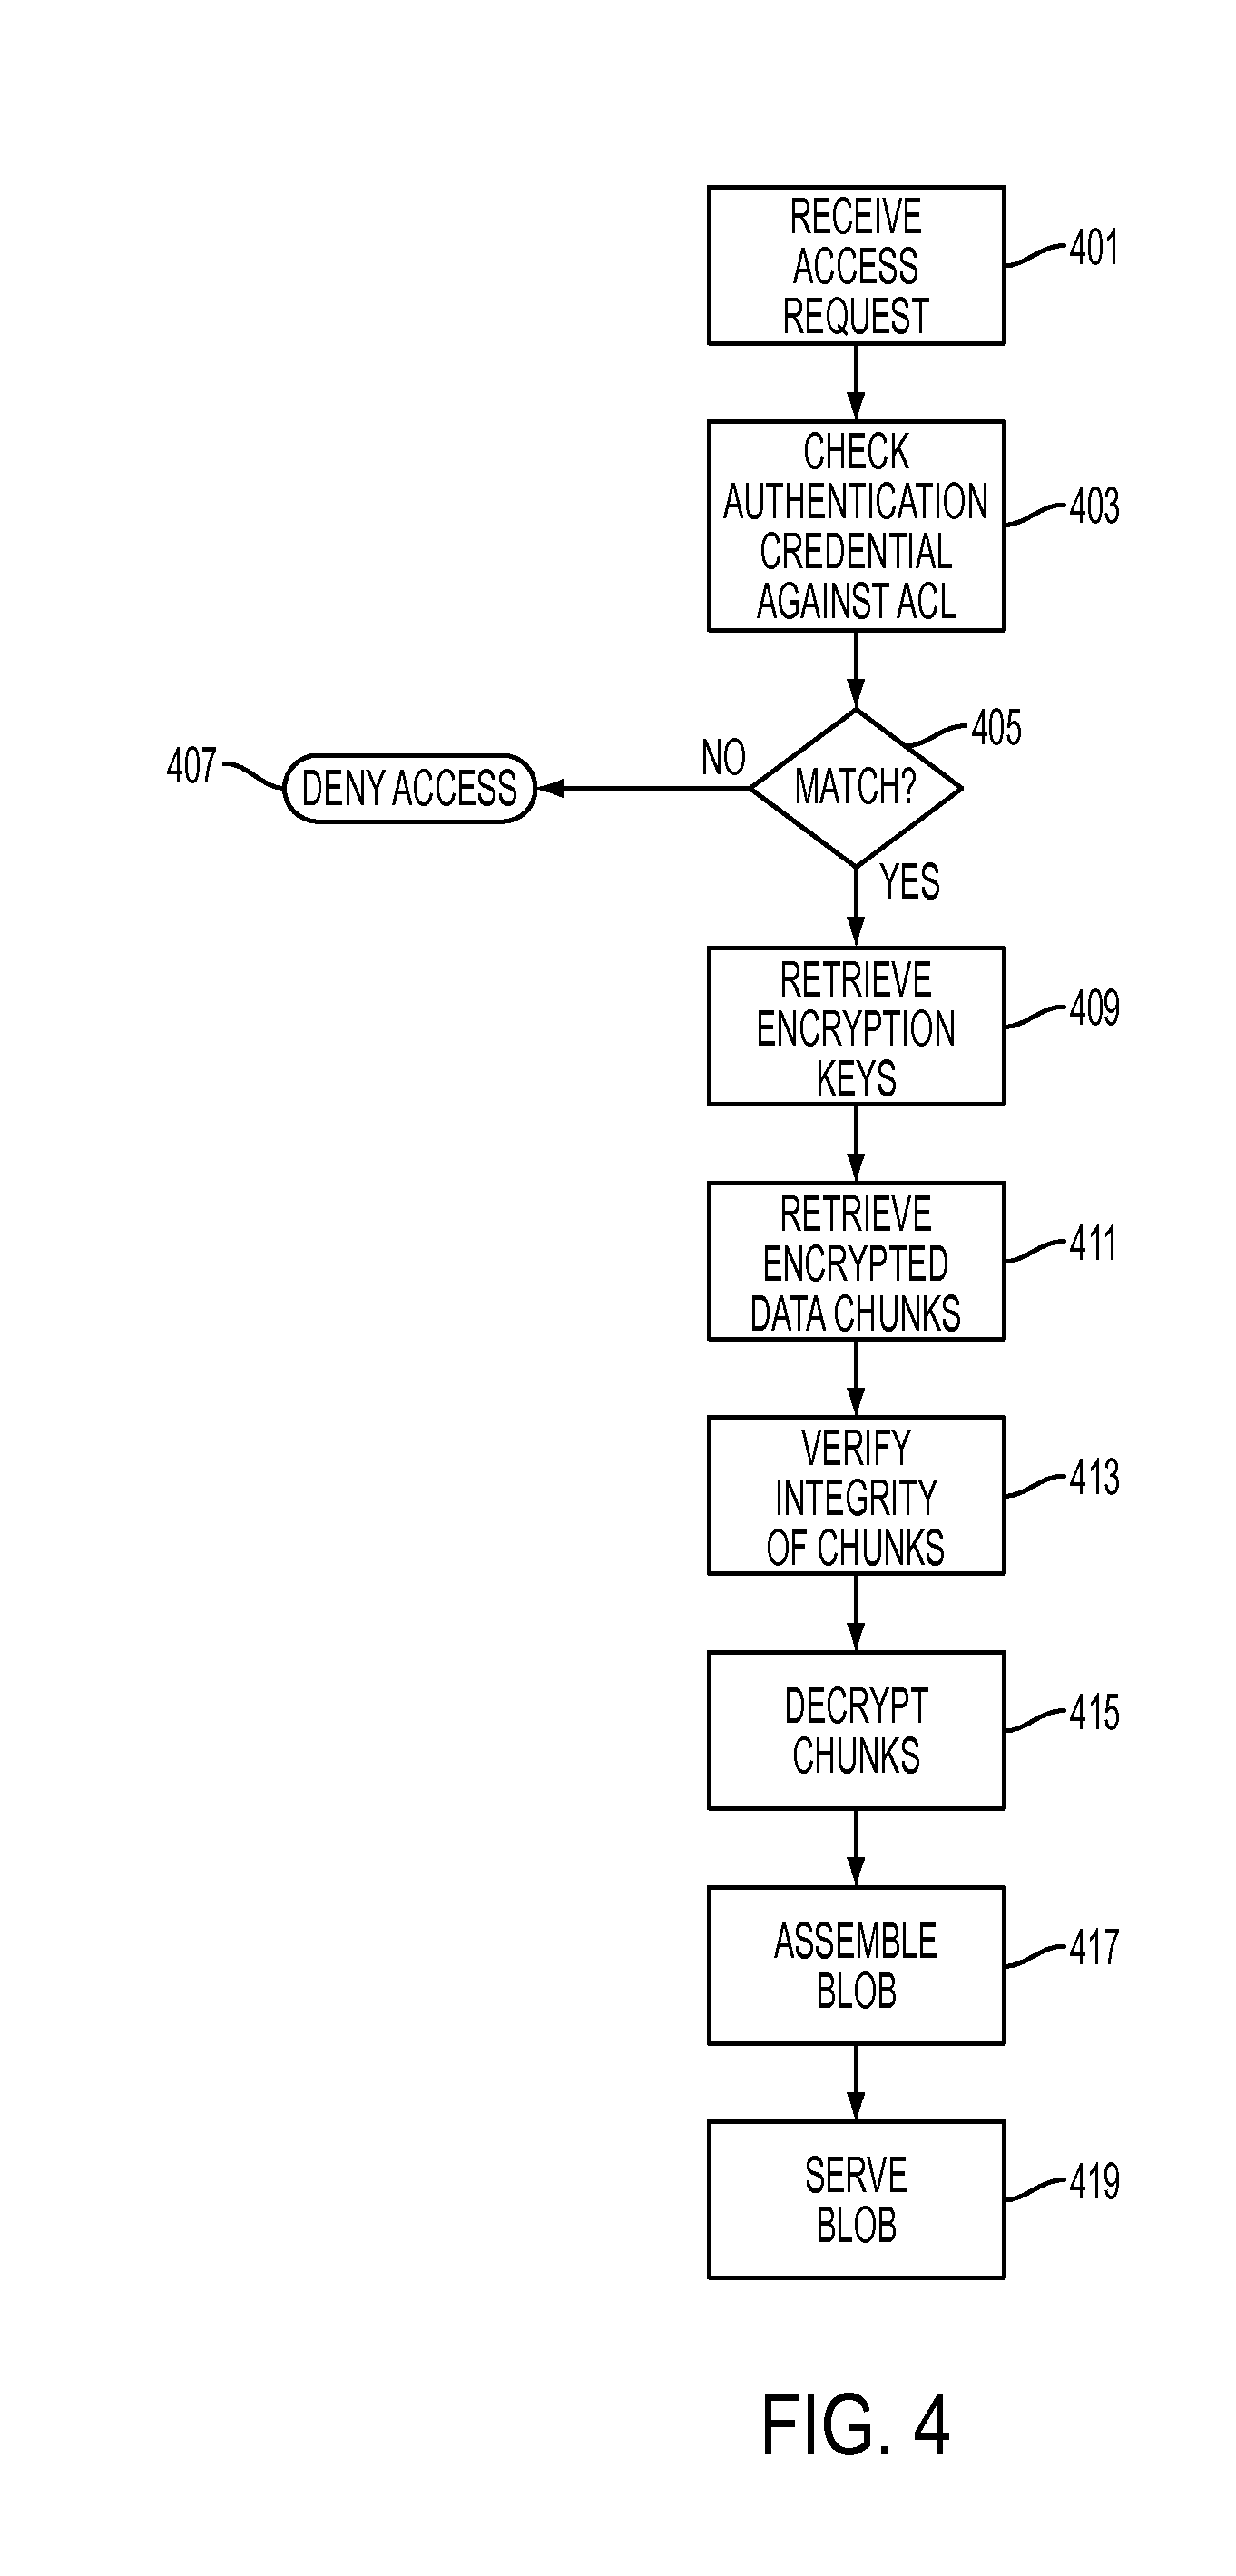 RECEIVE
ACCESS
REQUEST
401
CHECK
AUTHENTICATION
CREDENTIAL
AGAINST ACL
403
405
MATCH?
NO
407
DENY ACCESS
YES
RETRIEVE
ENCRYPTION
KEYS
409
RETRIEVE
ENCRYPTED
DATA CHUNKS
411
VERIFY
INTEGRITY
OF CHUNKS
413
DECRYPT
CHUNKS
415
ASSEMBLE
BLOB
417
SERVE
BLOB
419
FIG. 4